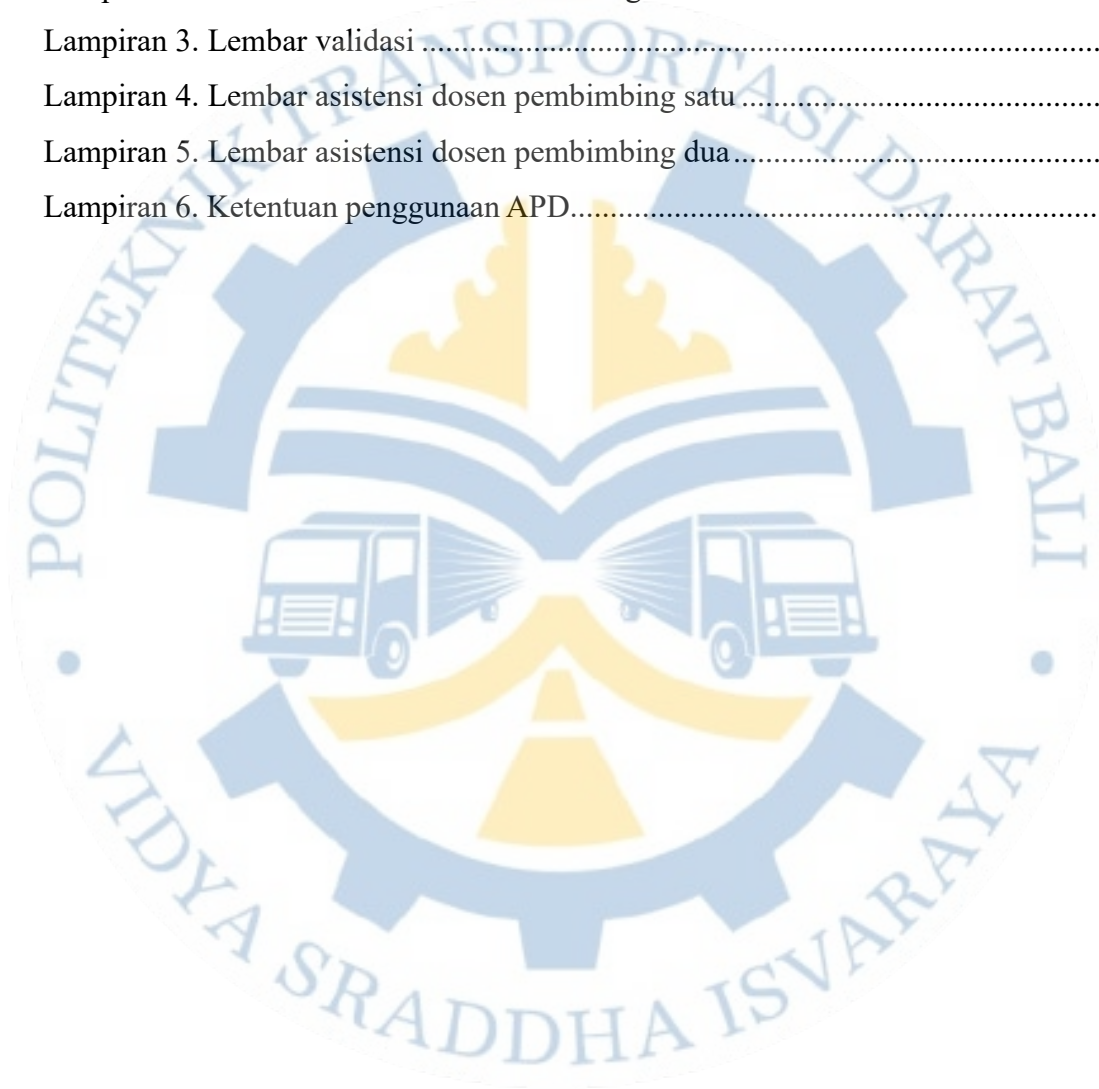 Lampiran 3. Lembar validasi ........................................................................................
Lampiran 4. Lembar asistensi dosen pembimbing satu ..............................................
Lampiran 5. Lembar asistensi dosen pembimbing dua ...............................................
Lampiran 6. Ketentuan penggunaan APD...................................................................
POLITEKNIK TRANSPORTASI DARAT BALI
• VIDYA SRADDHA ISVARAYA •